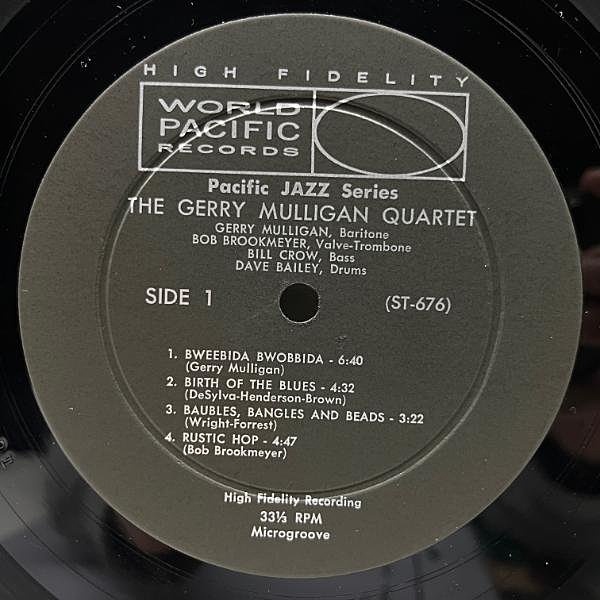 HIGH FIDELITY
WORLD
PACIFIC
RECORDS
Pacific JAZZ Series
THE GERRY MULLIGAN QUARTET
GERRY MULLIGAN, Baritone
BOB BROOKMEYER, Valve-Trombone
BILL CROW, Bass
DAVE BAILEY, Drums
SIDE 1 (ST-676)
1. BWEEBIDA BWOBBIDA - 6:40
(Gerry Mulligan)
2. BIRTH OF THE BLUES - 4:32
(DeSylva-Henderson-Brown)
3. BAUBLES, BANGLES AND BEADS - 3:22
(Wright-Forrest)
4. RUSTIC HOP - 4:47
(Bob Brookmeyer)
High Fidelity Recording
33⅓ RPM
Microgroove